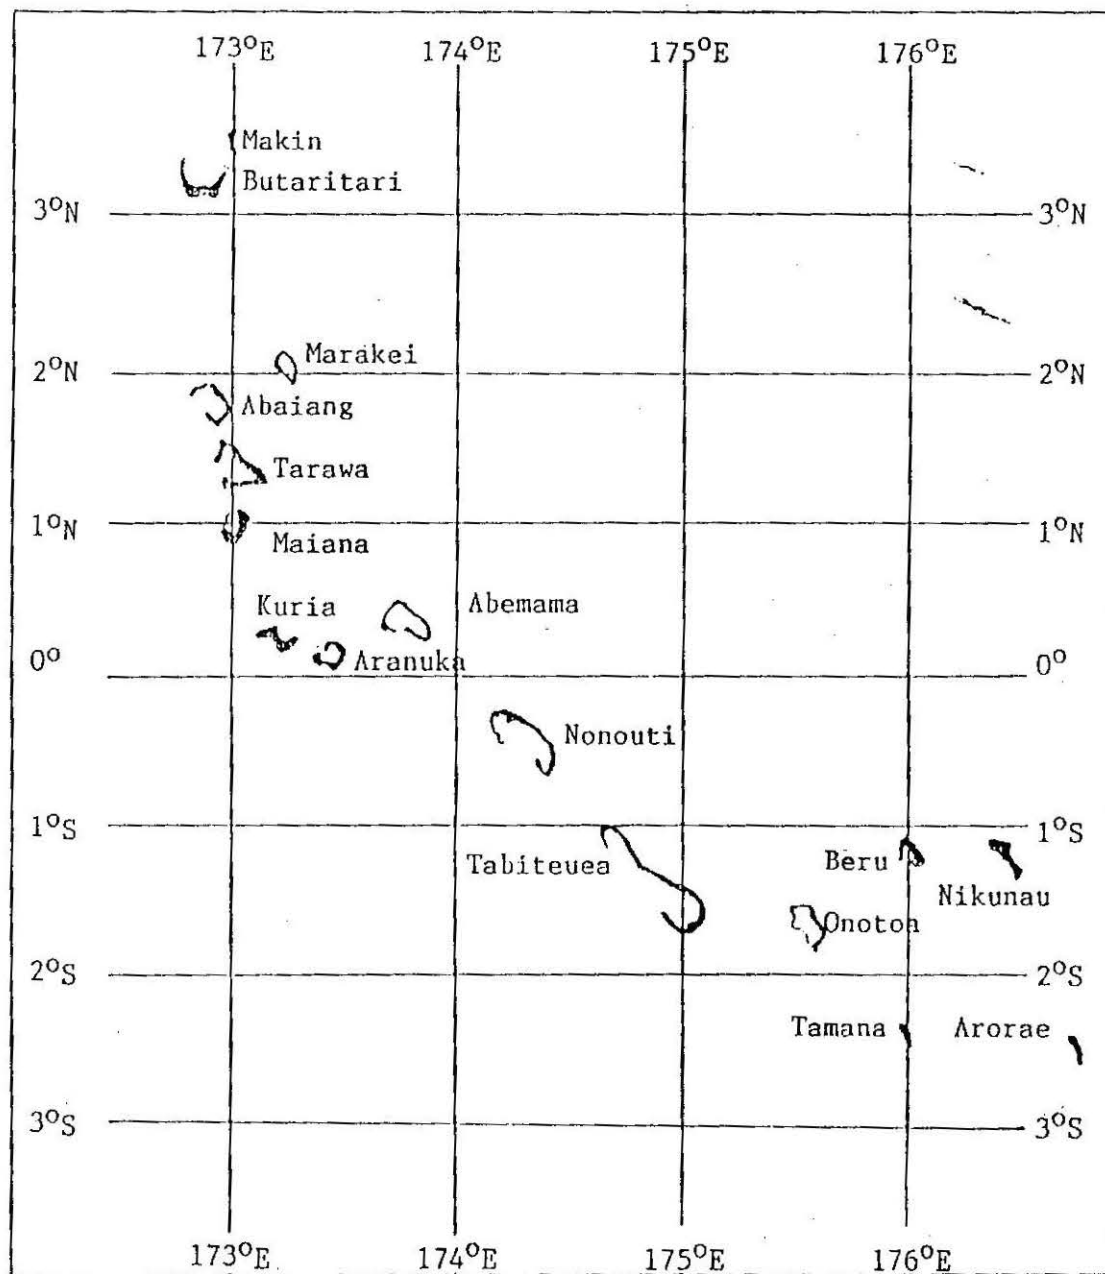 173°E 174°E 175°E 176°E
Makin
Butaritari
3°N 3°N
Marakei
2°N 2°N
Abaiang
Tarawa
1°N 1°N
Maiana
Kuria Abemama
0° Aranuka 0°
Nonouti
1°S 1°S
Tabiteuea Beru
Nikunau
Onotoa
2°S 2°S
Tamana Arorae
3°S 3°S
173°E 174°E 175°E 176°E